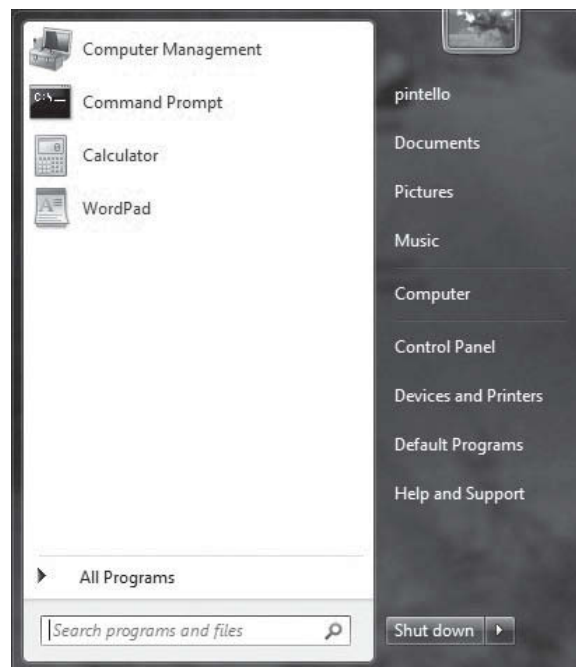 Computer Management
C:\
Command Prompt
Calculator
WordPad
All Programs
Search programs and files
pintello
Documents
Pictures
Music
Computer
Control Panel
Devices and Printers
Default Programs
Help and Support
Shut down